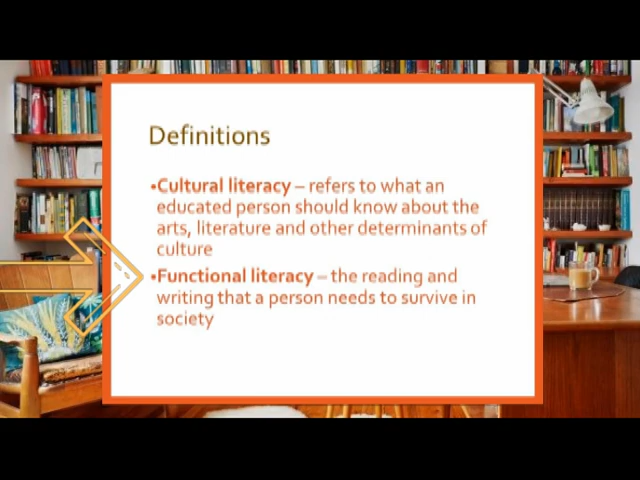 Definitions
•Cultural literacy – refers to what an
educated person should know about the
arts, literature and other determinants of
culture
•Functional literacy – the reading and
writing that a person needs to survive in
society